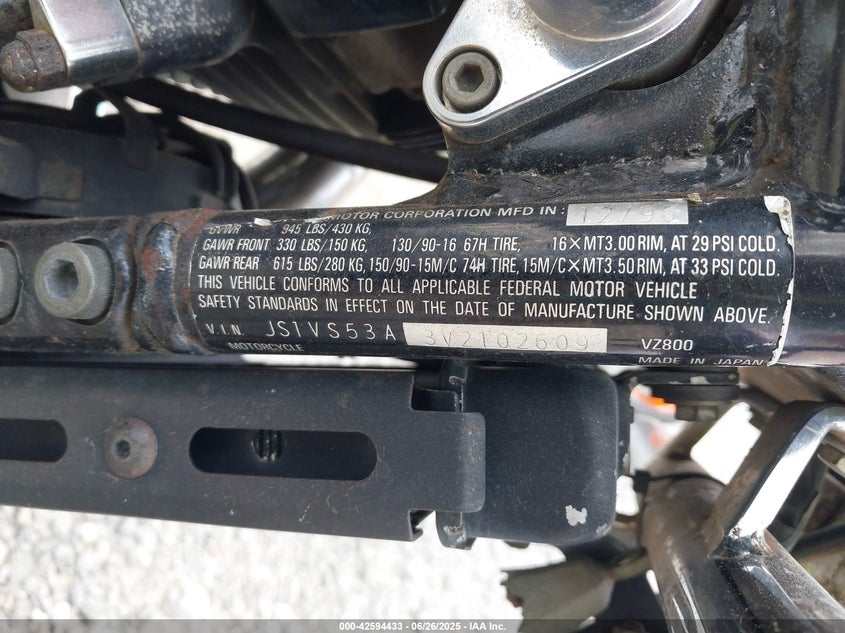 MOTOR CORPORATION MFD IN: 12/96
GVWR 945 LBS/430 KG,
GAWR FRONT 330 LBS/150 KG, 130/90-16 67H TIRE, 16×MT3.00 RIM, AT 29 PSI COLD.
GAWR REAR 615 LBS/280 KG, 150/90-15M/C 74H TIRE, 15M/C×MT3.50 RIM, AT 33 PSI COLD.
THIS VEHICLE CONFORMS TO ALL APPLICABLE FEDERAL MOTOR VEHICLE
SAFETY STANDARDS IN EFFECT ON THE DATE OF MANUFACTURE SHOWN ABOVE.
V.I.N. JS1VS53A 3V2102609 VZ800
MOTORCYCLE MADE IN JAPAN
000-42594433 - 06/26/2025 - IAA Inc.